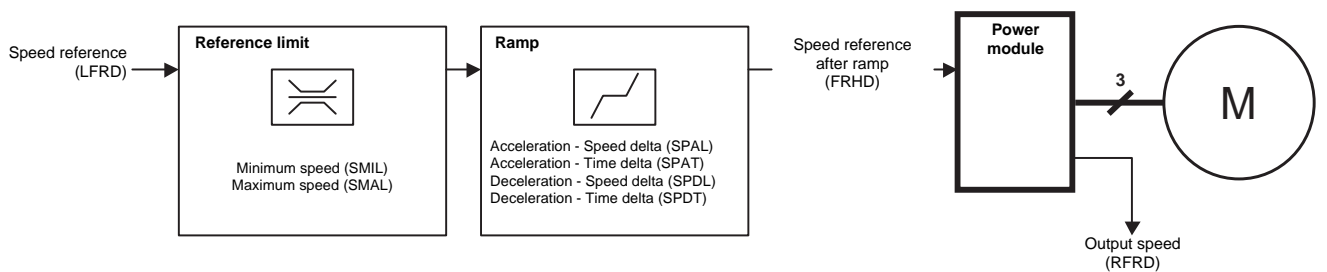 Speed reference
(LFRD)
Reference limit
Minimum speed (SMIL)
Maximum speed (SMAL)
Ramp
Acceleration - Speed delta (SPAL)
Acceleration - Time delta (SPAT)
Deceleration - Speed delta (SPDL)
Deceleration - Time delta (SPDT)
Speed reference
after ramp
(FRHD)
Power
module
3
M
Output speed
(RFRD)